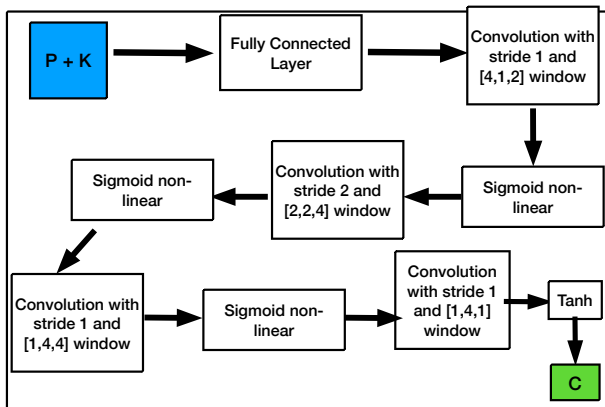 P + K
Fully Connected
Layer
Convolution with
stride 1 and
[4,1,2] window
Sigmoid non-
linear
Convolution with
stride 2 and
[2,2,4] window
Sigmoid non-
linear
Convolution with
stride 1 and
[1,4,4] window
Sigmoid non-
linear
Convolution
with stride 1
and [1,4,1]
window
Tanh
C